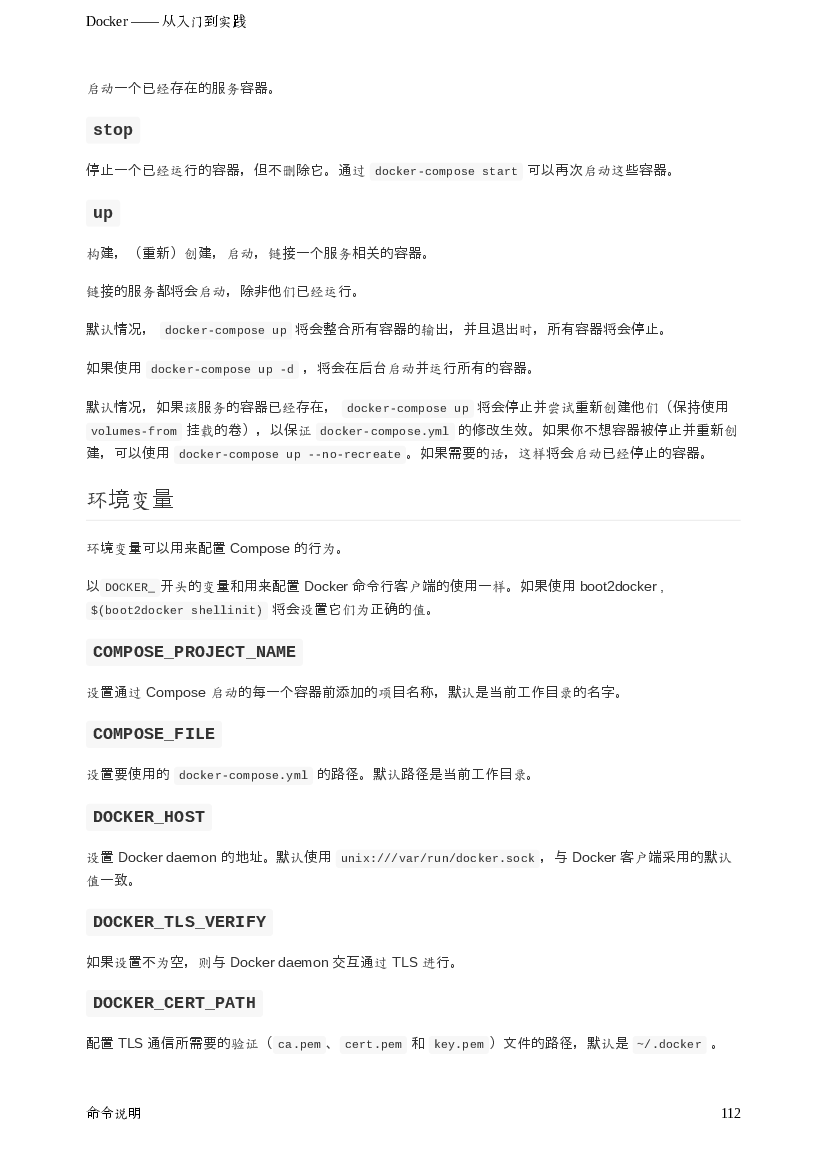 Docker —— 从入门到实践
启动一个已经存在的服务容器。
stop
停止一个已经运行的容器，但不删除它。通过 docker-compose start 可以再次启动这些容器。
up
构建，（重新）创建，启动，链接一个服务相关的容器。
链接的服务都将会启动，除非他们已经运行。
默认情况， docker-compose up 将会整合所有容器的输出，并且退出时，所有容器将会停止。
如果使用 docker-compose up -d ，将会在后台启动并运行所有的容器。
默认情况，如果该服务的容器已经存在， docker-compose up 将会停止并尝试重新创建他们（保持使用
volumes-from 挂载的卷），以保证 docker-compose.yml 的修改生效。如果你不想容器被停止并重新创
建，可以使用 docker-compose up --no-recreate 。如果需要的话，这样将会启动已经停止的容器。
环境变量
环境变量可以用来配置 Compose 的行为。
以 DOCKER_ 开头的变量和用来配置 Docker 命令行客户端的使用一样。如果使用 boot2docker ,
$(boot2docker shellinit) 将会设置它们为正确的值。
COMPOSE_PROJECT_NAME
设置通过 Compose 启动的每一个容器前添加的项目名称，默认是当前工作目录的名字。
COMPOSE_FILE
设置要使用的 docker-compose.yml 的路径。默认路径是当前工作目录。
DOCKER_HOST
设置 Docker daemon 的地址。默认使用 unix:///var/run/docker.sock ，与 Docker 客户端采用的默认
值一致。
DOCKER_TLS_VERIFY
如果设置不为空，则与 Docker daemon 交互通过 TLS 进行。
DOCKER_CERT_PATH
配置 TLS 通信所需要的验证（ ca.pem 、 cert.pem 和 key.pem ）文件的路径，默认是 ~/.docker 。
命令说明 112